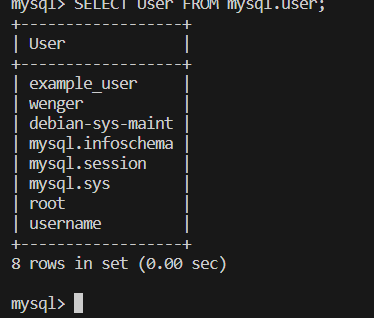 mysql> SELECT User FROM mysql.user;
+------------------+
| User             |
+------------------+
| example_user     |
| wenger           |
| debian-sys-maint |
| mysql.infoschema |
| mysql.session    |
| mysql.sys        |
| root             |
| username         |
+------------------+
8 rows in set (0.00 sec)
mysql>